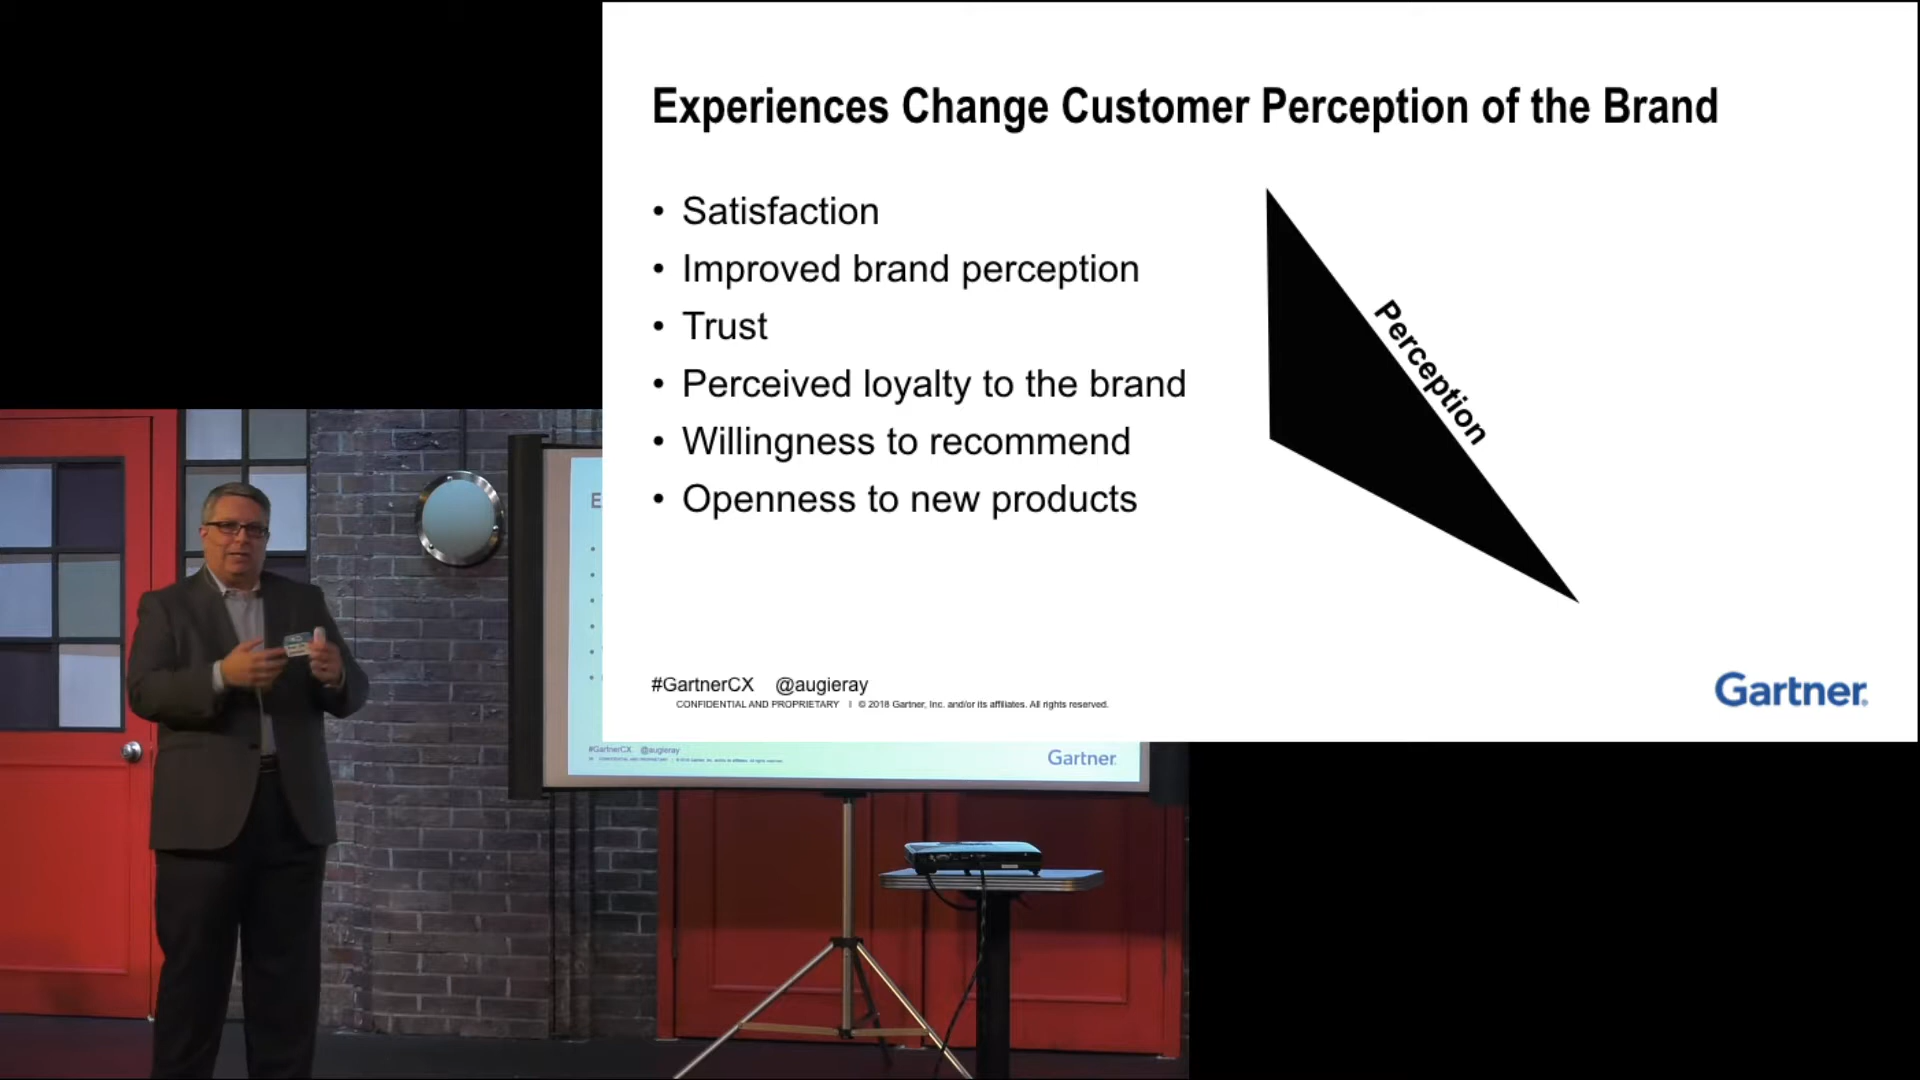 Experiences Change Customer Perception of the Brand
• Satisfaction
• Improved brand perception
• Trust
• Perceived loyalty to the brand
• Willingness to recommend
• Openness to new products
Perception
#GartnerCX @augieray
CONFIDENTIAL AND PROPRIETARY | © 2018 Gartner, Inc. and/or its affiliates. All rights reserved.
Gartner®
E
#GartnerCX @augieray
Gartner